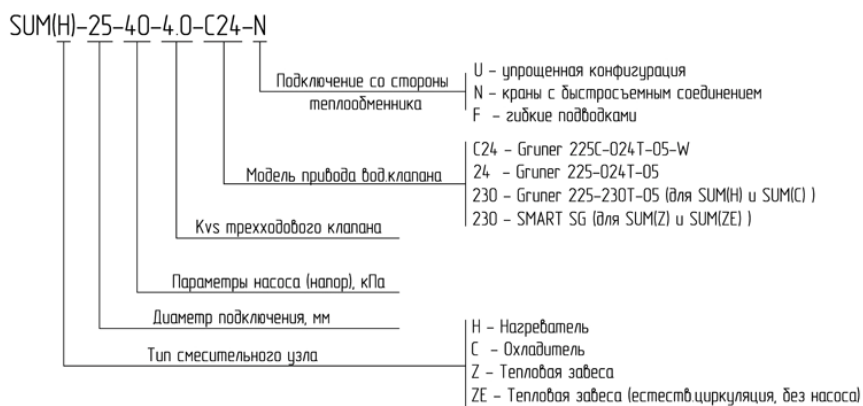 SUM(H)-25-40-4.0-C24-N
Подключение со стороны
теплообменника
U - упрощенная конфигурация
N - краны с быстросъемным соединением
F - гибкие подводками
Модель привода вод.клапана
C24 - Gruner 225C-024T-05-W
24 - Gruner 225-024T-05
230 - Gruner 225-230T-05 (для SUM(H) и SUM(C) )
230 - SMART SG (для SUM(Z) и SUM(ZE) )
Kvs трехходового клапана
Параметры насоса (напор), кПа
Диаметр подключения, мм
Тип смесительного узла
H - Нагреватель
C - Охладитель
Z - Тепловая завеса
ZE - Тепловая завеса (естеств.циркуляция, без насоса)